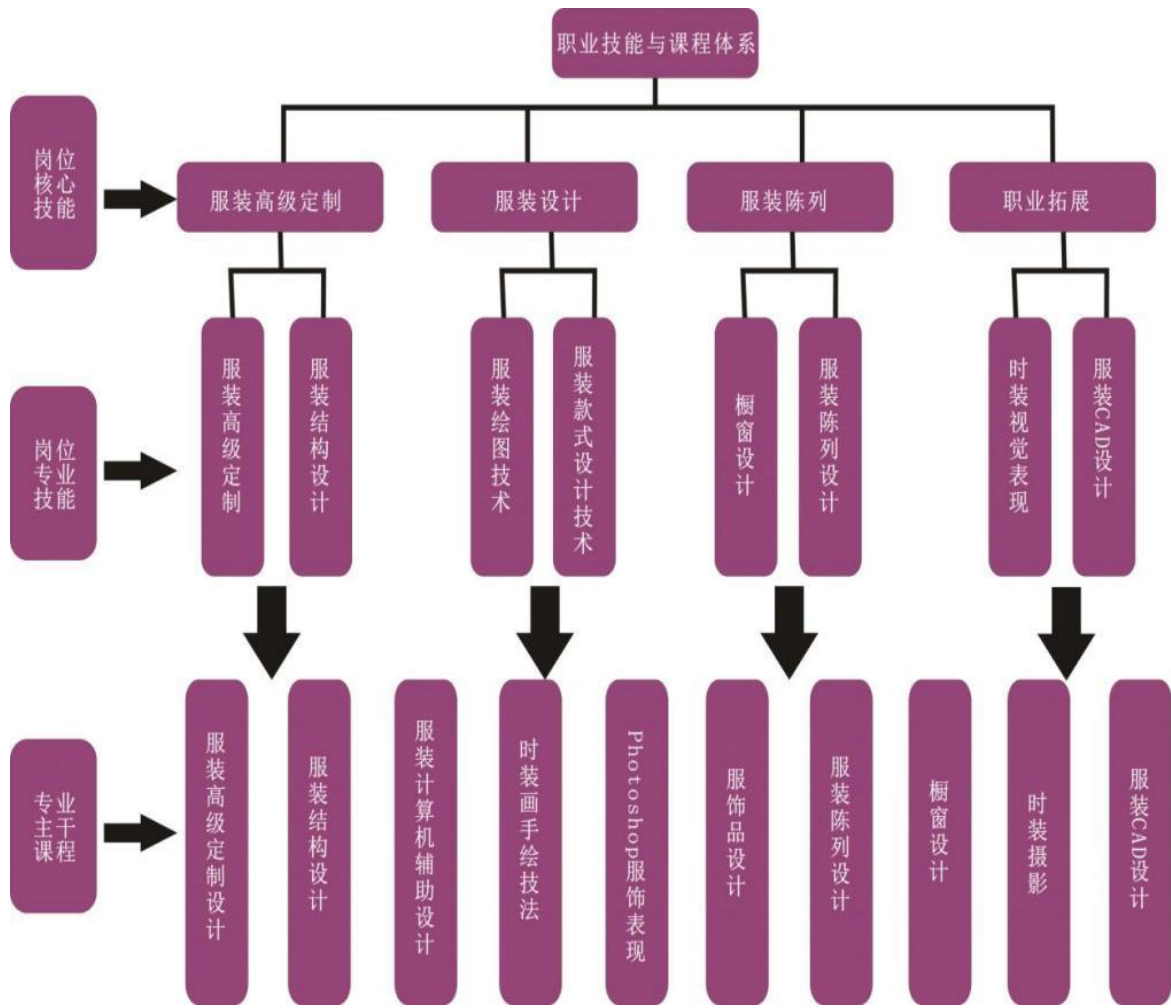 职业技能与课程体系
岗位
核心
技能
服装高级定制
服装设计
服装陈列
职业拓展
岗位
专业
技能
服装高级定制
服装结构设计
服装绘图技术
服装款式设计技术
橱窗设计
服装陈列设计
时装视觉表现
服装CAD设计
专业
主干
课程
服装高级定制设计
服装结构设计
服装计算机辅助设计
时装画手绘技法
Photoshop服饰表现
服饰品设计
服装陈列设计
橱窗设计
时装摄影
服装CAD设计